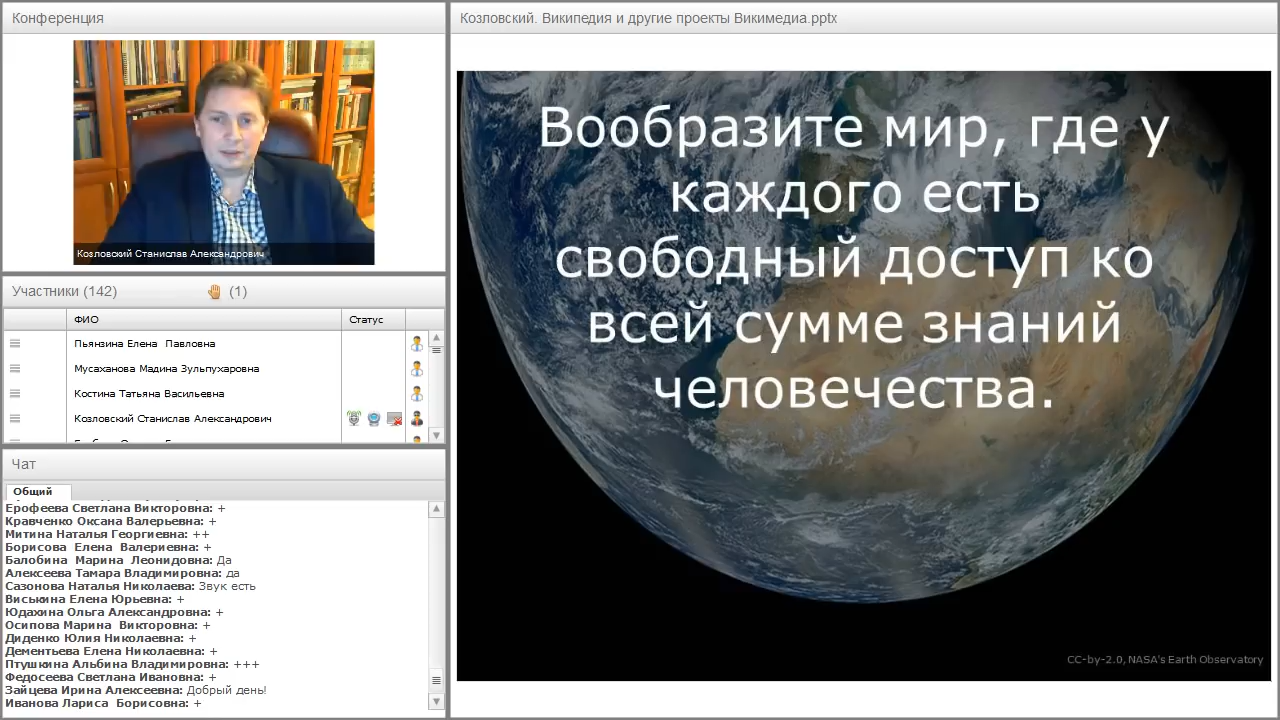 Конференция
Козловский Станислав Александрович
Участники (142) (1)
ФИО Статус
Пьянзина Елена Павловна
Мусаханова Мадина Зульпухаровна
Костина Татьяна Васильевна
Козловский Станислав Александрович
Чат
Общий
Ерофеева Светлана Викторовна: +
Кравченко Оксана Валерьевна: +
Митина Наталья Георгиевна: ++
Борисова Елена Валериевна: +
Балобина Марина Леонидовна: Да
Алексеева Тамара Владимировна: да
Сазонова Наталья Николаева: Звук есть
Виськина Елена Юрьевна: +
Юдахина Ольга Александровна: +
Осипова Марина Викторовна: +
Диденко Юлия Николаевна: +
Дементьева Елена Николаевна: +
Птушкина Альбина Владимировна: +++
Федосеева Светлана Ивановна: +
Зайцева Ирина Алексеевна: Добрый день!
Иванова Лариса Борисовна: +
Козловский. Википедия и другие проекты Викимедиа.pptx
Вообразите мир, где у
каждого есть
свободный доступ ко
всей сумме знаний
человечества.
CC-by-2.0, NASA's Earth Observatory